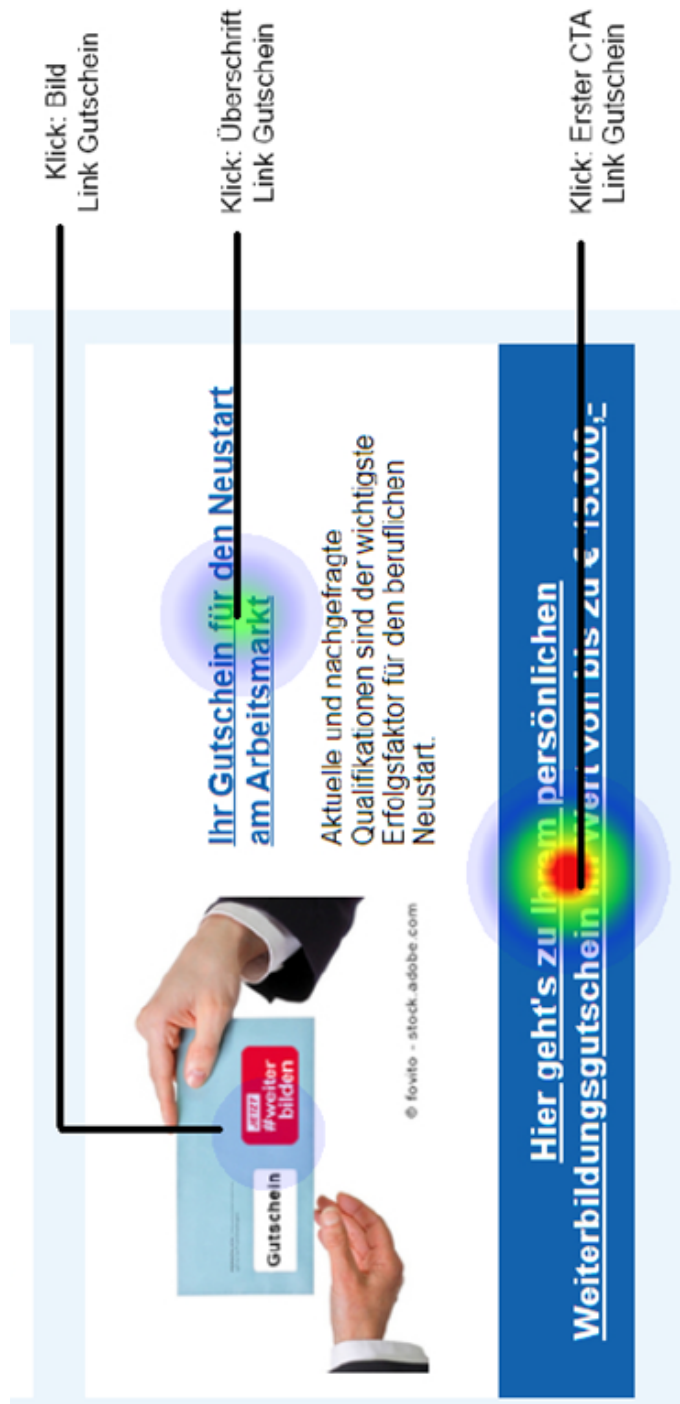 Klick: Bild
Link Gutschein
Klick: Überschrift
Link Gutschein
Klick: Erster CTA
Link Gutschein
Gutschein
JETZT
#weiter
bilden
© fovito - stock.adobe.com
Ihr Gutschein für den Neustart
am Arbeitsmarkt
Aktuelle und nachgefragte
Qualifikationen sind der wichtigste
Erfolgsfaktor für den beruflichen
Neustart.
Hier geht's zu Ihrem persönlichen
Weiterbildungsgutschein im Wert von bis zu € 15.000,-